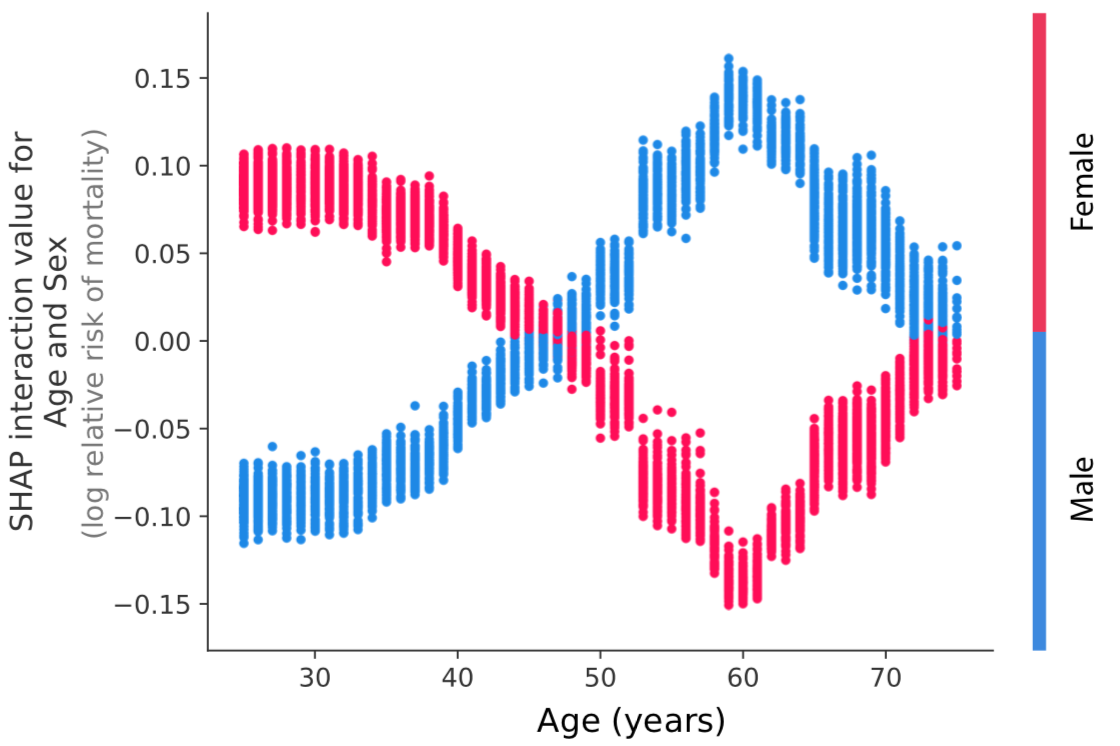 SHAP interaction value for
Age and Sex
(log relative risk of mortality)
0.15
0.10
0.05
0.00
−0.05
−0.10
−0.15
30
40
50
60
70
Age (years)
Female
Male